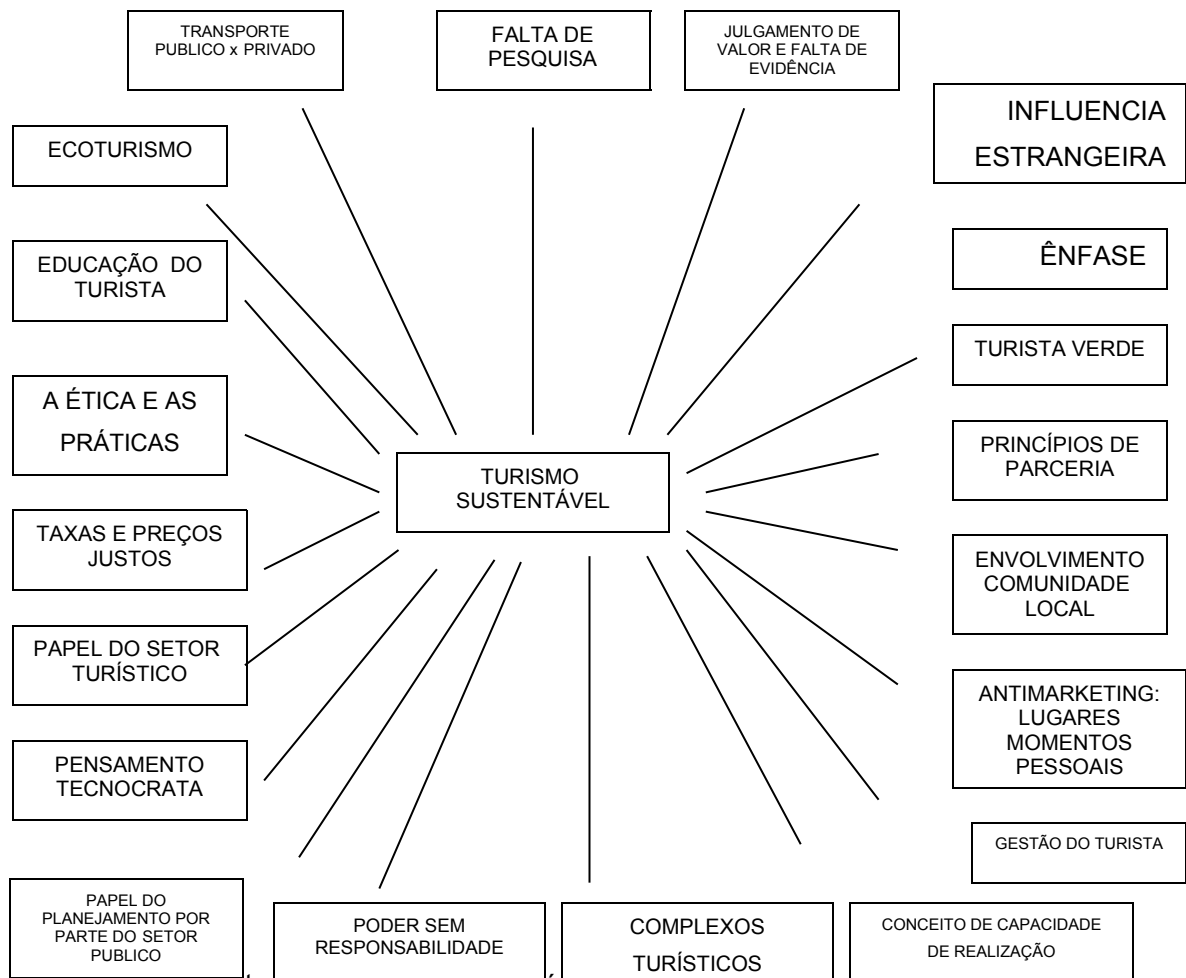 TRANSPORTE
PUBLICO x PRIVADO
FALTA DE
PESQUISA
JULGAMENTO DE
VALOR E FALTA DE
EVIDÊNCIA
INFLUENCIA
ESTRANGEIRA
ECOTURISMO
ÊNFASE
EDUCAÇÃO DO
TURISTA
TURISTA VERDE
A ÉTICA E AS
PRÁTICAS
PRINCÍPIOS DE
PARCERIA
TURISMO
SUSTENTÁVEL
TAXAS E PREÇOS
JUSTOS
ENVOLVIMENTO
COMUNIDADE
LOCAL
PAPEL DO SETOR
TURÍSTICO
ANTIMARKETING:
LUGARES
MOMENTOS
PESSOAIS
PENSAMENTO
TECNOCRATA
GESTÃO DO TURISTA
PAPEL DO
PLANEJAMENTO POR
PARTE DO SETOR
PUBLICO
PODER SEM
RESPONSABILIDADE
COMPLEXOS
TURÍSTICOS
CONCEITO DE CAPACIDADE
DE REALIZAÇÃO